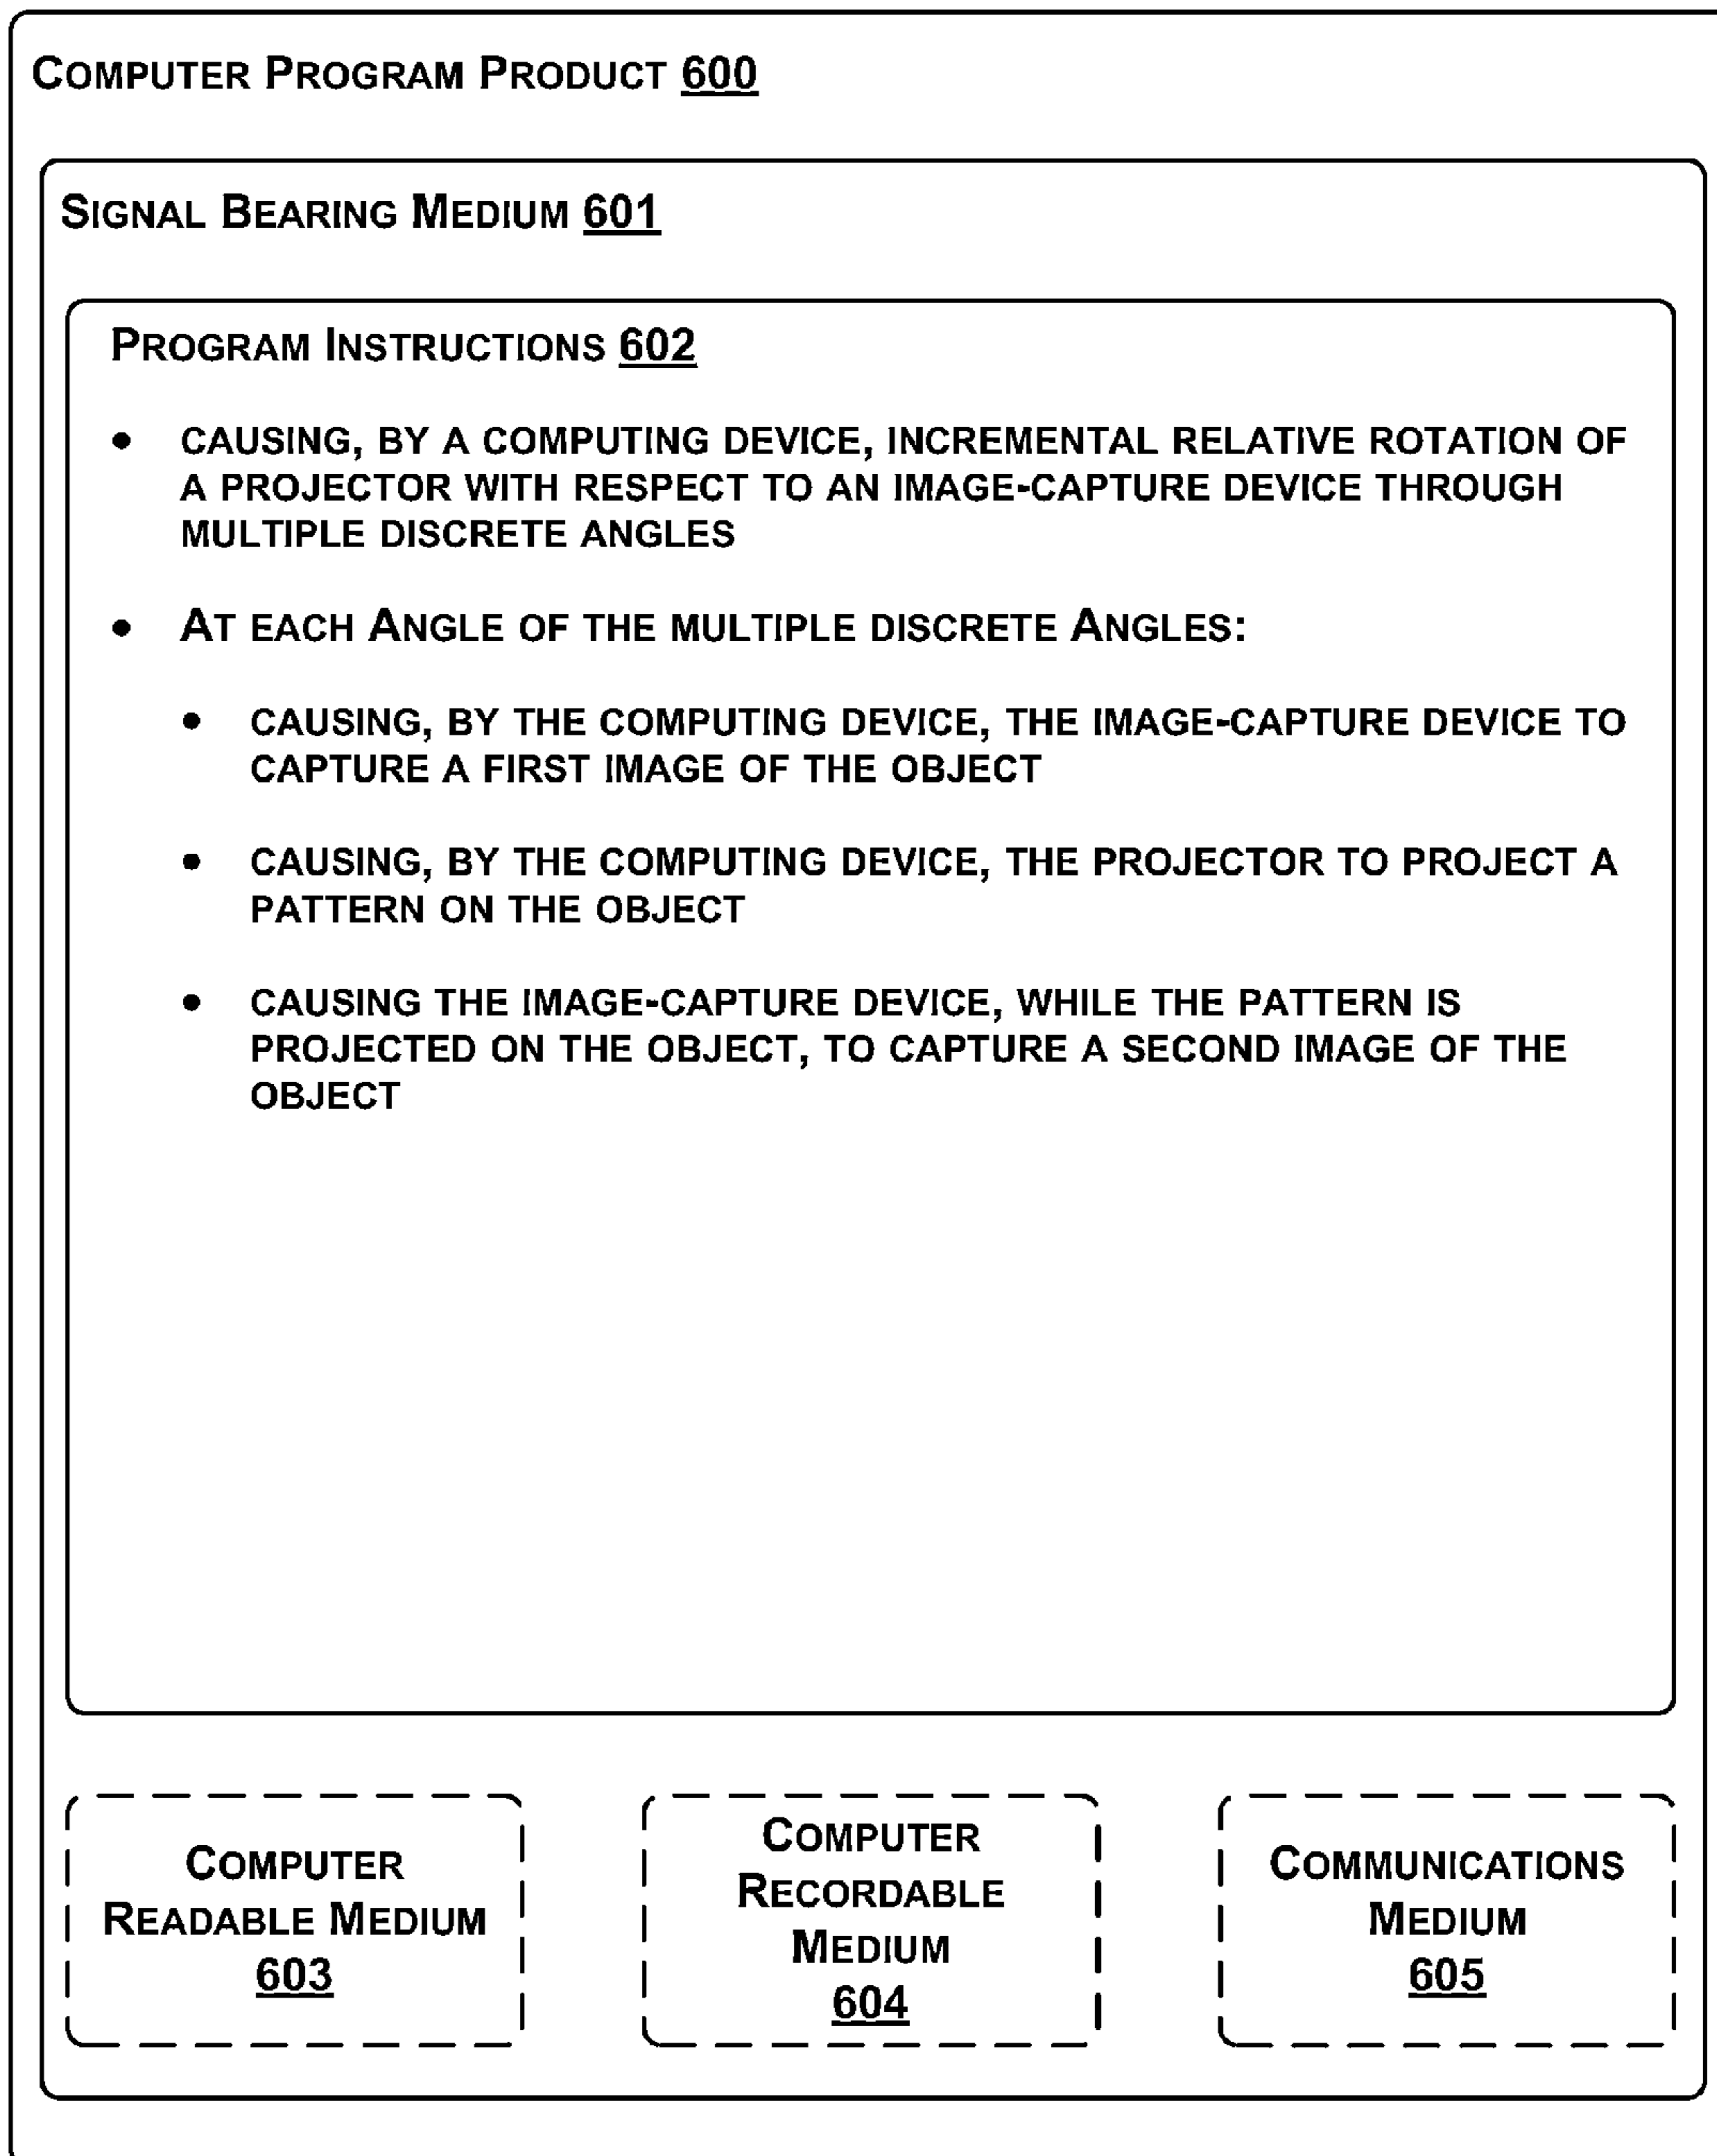 COMPUTER PROGRAM PRODUCT 600
SIGNAL BEARING MEDIUM 601
PROGRAM INSTRUCTIONS 602
• CAUSING, BY A COMPUTING DEVICE, INCREMENTAL RELATIVE ROTATION OF
A PROJECTOR WITH RESPECT TO AN IMAGE-CAPTURE DEVICE THROUGH
MULTIPLE DISCRETE ANGLES
• AT EACH ANGLE OF THE MULTIPLE DISCRETE ANGLES:
• CAUSING, BY THE COMPUTING DEVICE, THE IMAGE-CAPTURE DEVICE TO
CAPTURE A FIRST IMAGE OF THE OBJECT
• CAUSING, BY THE COMPUTING DEVICE, THE PROJECTOR TO PROJECT A
PATTERN ON THE OBJECT
• CAUSING THE IMAGE-CAPTURE DEVICE, WHILE THE PATTERN IS
PROJECTED ON THE OBJECT, TO CAPTURE A SECOND IMAGE OF THE
OBJECT
COMPUTER
READABLE MEDIUM
603
COMPUTER
RECORDABLE
MEDIUM
604
COMMUNICATIONS
MEDIUM
605